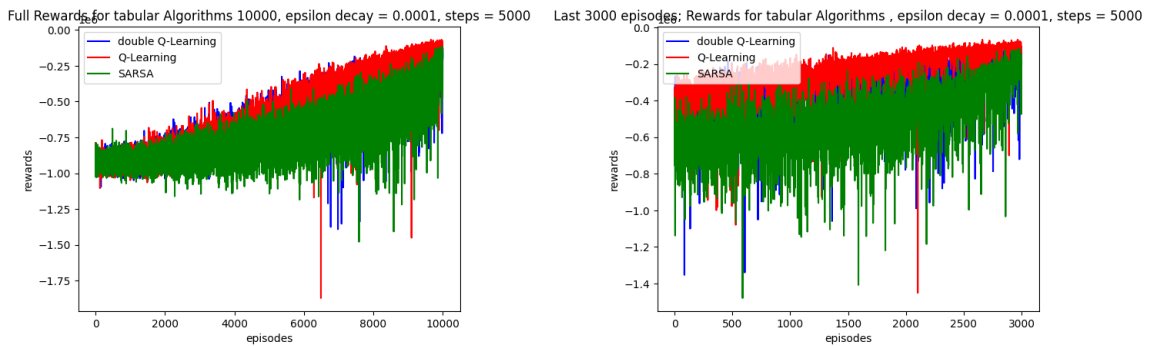 Full Rewards for tabular Algorithms 10000, epsilon decay = 0.0001, steps = 5000
1e6
0.00
−0.25
−0.50
−0.75
−1.00
−1.25
−1.50
−1.75
rewards
double Q-Learning
Q-Learning
SARSA
0 2000 4000 6000 8000 10000
episodes
Last 3000 episodes; Rewards for tabular Algorithms , epsilon decay = 0.0001, steps = 5000
1e6
0.0
−0.2
−0.4
−0.6
−0.8
−1.0
−1.2
−1.4
rewards
double Q-Learning
Q-Learning
SARSA
0 500 1000 1500 2000 2500 3000
episodes